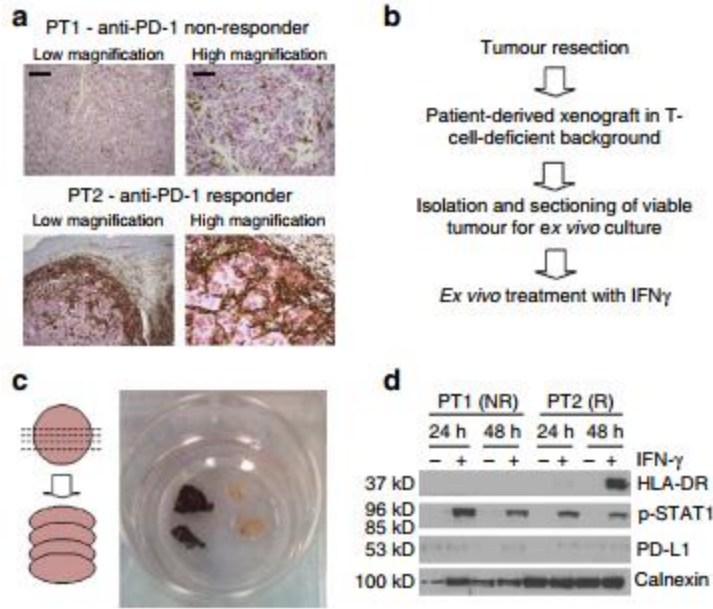 a
PT1 - anti-PD-1 non-responder
Low magnification High magnification
PT2 - anti-PD-1 responder
Low magnification High magnification
b
Tumour resection
Patient-derived xenograft in T-
cell-deficient background
Isolation and sectioning of viable
tumour for ex vivo culture
Ex vivo treatment with IFNγ
c
d
PT1 (NR) PT2 (R)
24 h 48 h 24 h 48 h
– + – + – + – + IFN-γ
37 kD HLA-DR
96 kD p-STAT1
85 kD
53 kD PD-L1
100 kD Calnexin